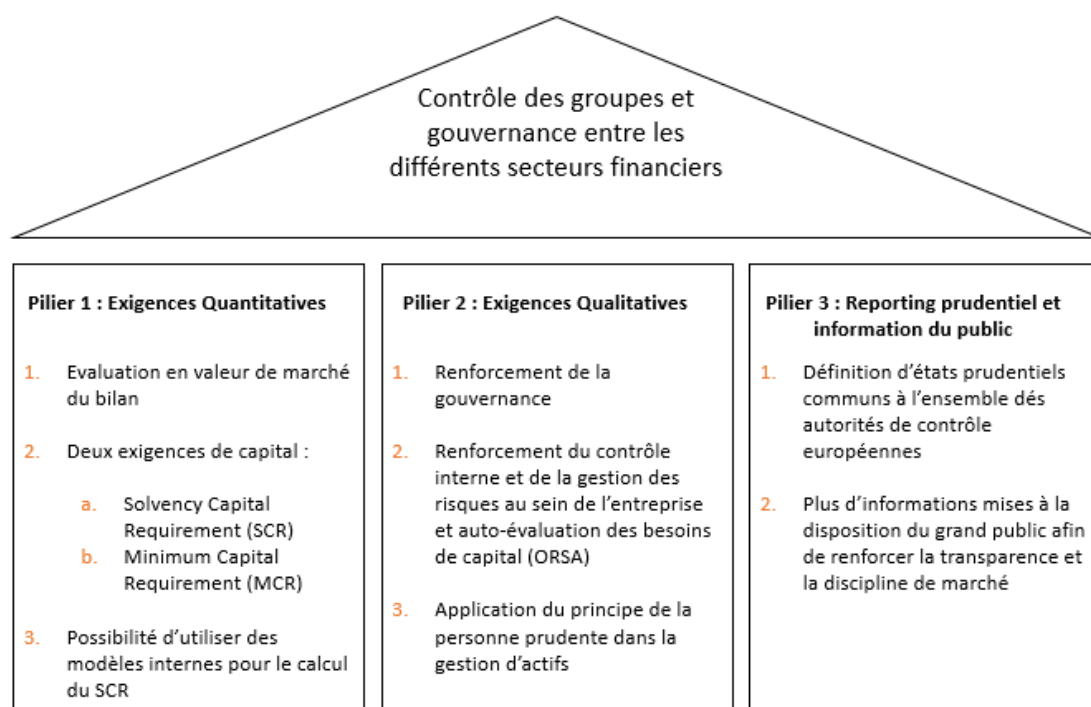 Contrôle des groupes et
gouvernance entre les
différents secteurs financiers
Pilier 1 : Exigences Quantitatives
1. Evaluation en valeur de marché
du bilan
2. Deux exigences de capital :
a. Solvency Capital
Requirement (SCR)
b. Minimum Capital
Requirement (MCR)
3. Possibilité d'utiliser des
modèles internes pour le calcul
du SCR
Pilier 2 : Exigences Qualitatives
1. Renforcement de la
gouvernance
2. Renforcement du contrôle
interne et de la gestion des
risques au sein de l'entreprise
et auto-évaluation des besoins
de capital (ORSA)
3. Application du principe de la
personne prudente dans la
gestion d'actifs
Pilier 3 : Reporting prudentiel et
information du public
1. Définition d'états prudentiels
communs à l'ensemble dés
autorités de contrôle
européennes
2. Plus d'informations mises à la
disposition du grand public afin
de renforcer la transparence et
la discipline de marché